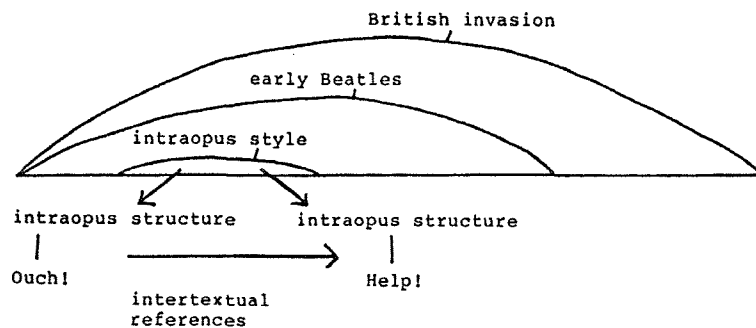 British invasion
early Beatles
intraopus style
intraopus structure intraopus structure
Ouch! Help!
intertextual
references